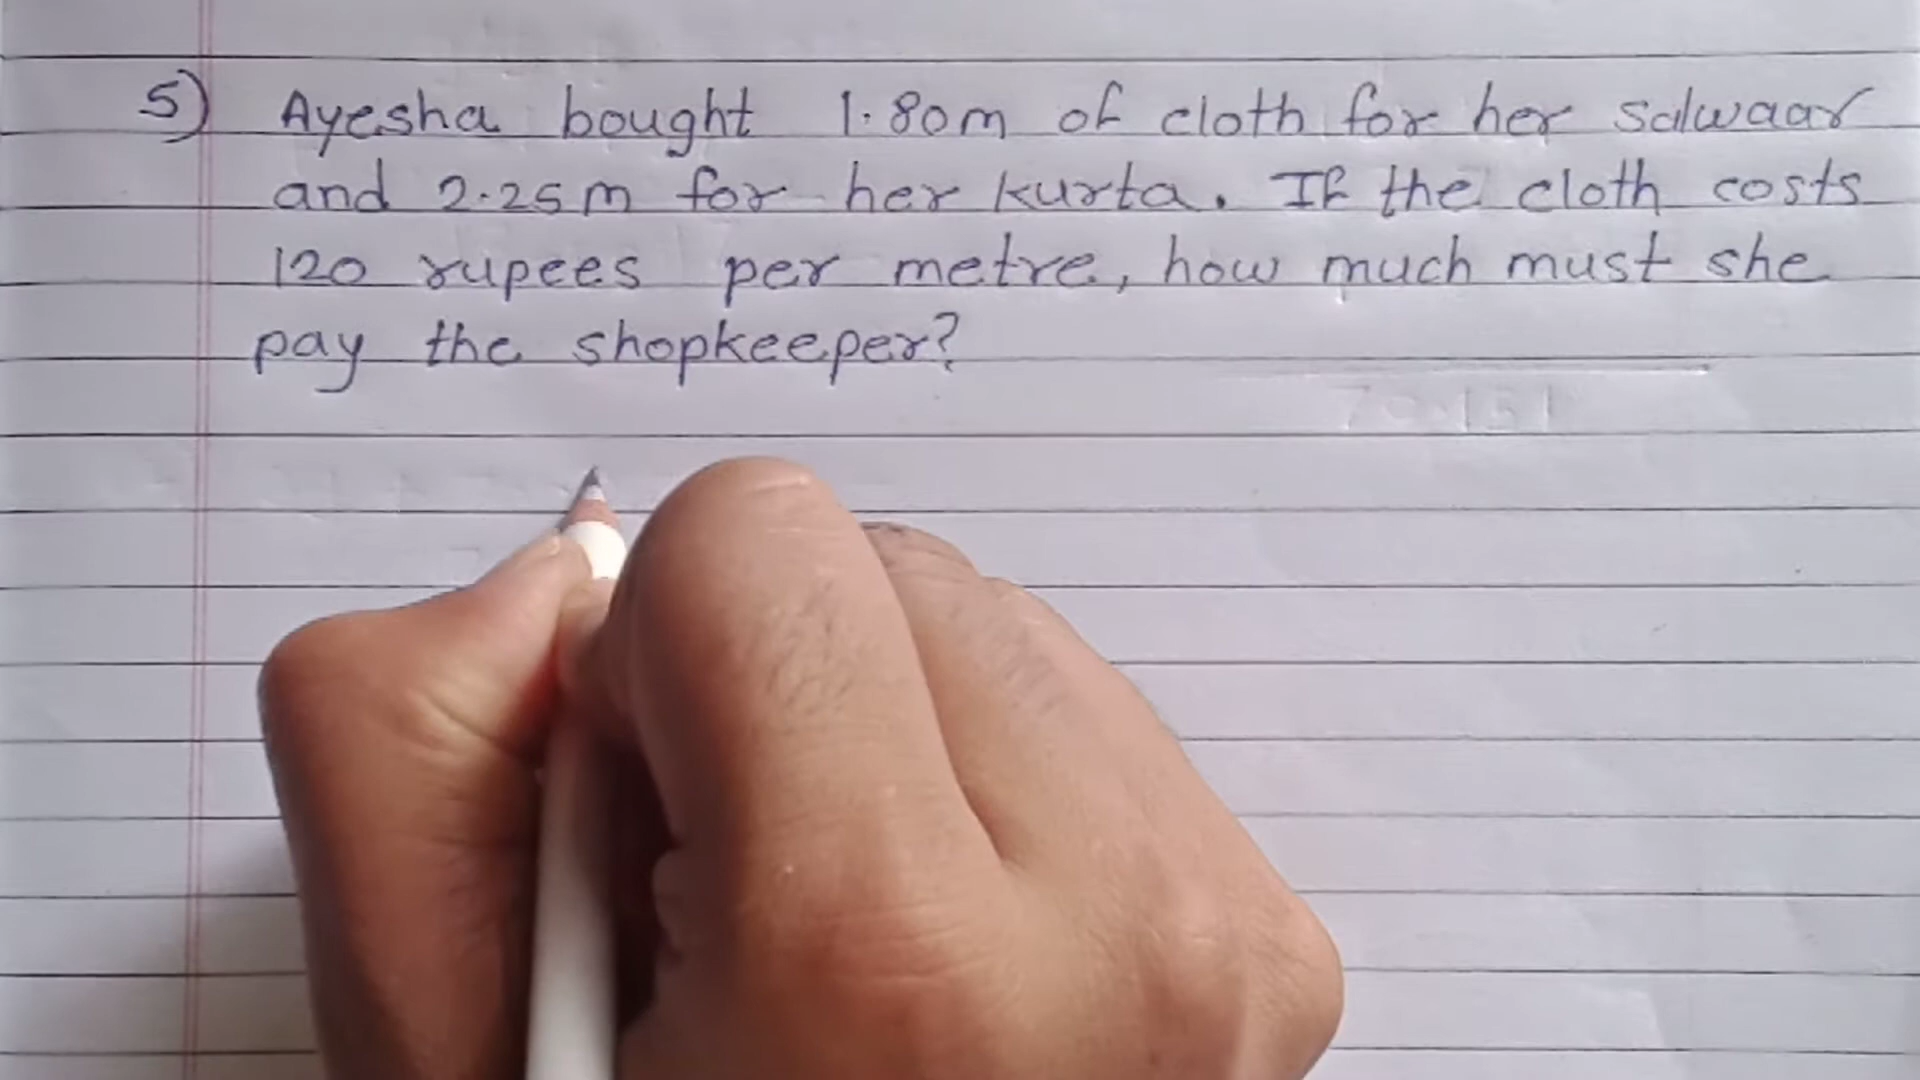 5) Ayesha bought 1.80m of cloth for her salwaar
and 2.25m for her kurta. If the cloth costs
120 rupees per metre, how much must she
pay the shopkeeper?